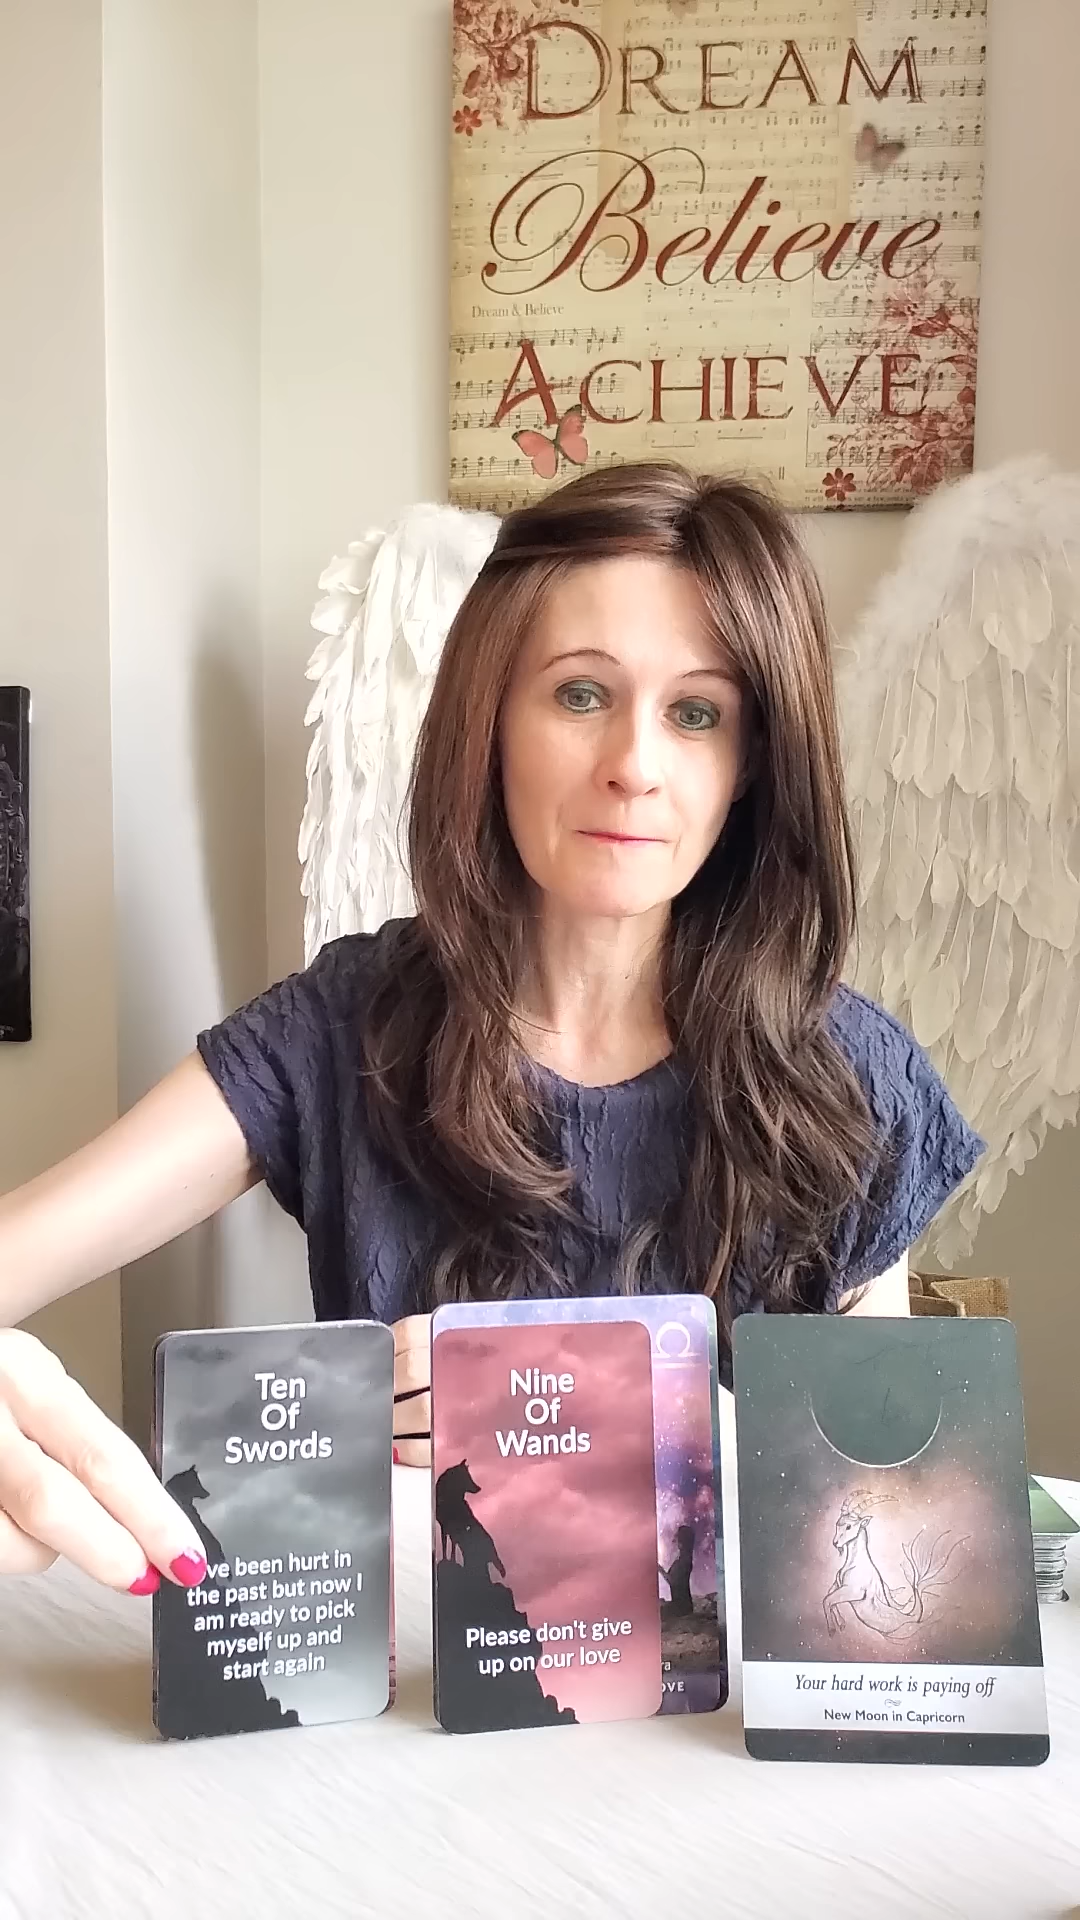 DREAM
Believe
Dream & Believe
ACHIEVE
Ten
Of
Swords
ve been hurt in
the past but now I
am ready to pick
myself up and
start again
Nine
Of
Wands
Please don't give
up on our love
ra
OVE
Your hard work is paying off
New Moon in Capricorn